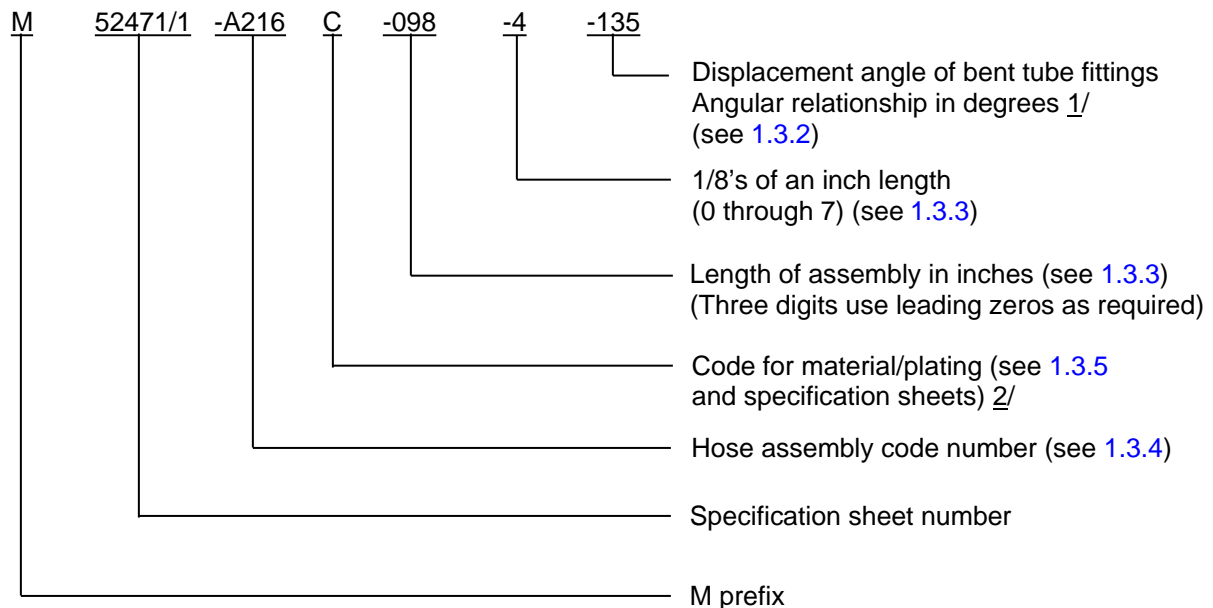 M 52471/1 -A216 C -098 -4 -135
Displacement angle of bent tube fittings
Angular relationship in degrees 1/
(see 1.3.2)
1/8's of an inch length
(0 through 7) (see 1.3.3)
Length of assembly in inches (see 1.3.3)
(Three digits use leading zeros as required)
Code for material/plating (see 1.3.5
and specification sheets) 2/
Hose assembly code number (see 1.3.4)
Specification sheet number
M prefix